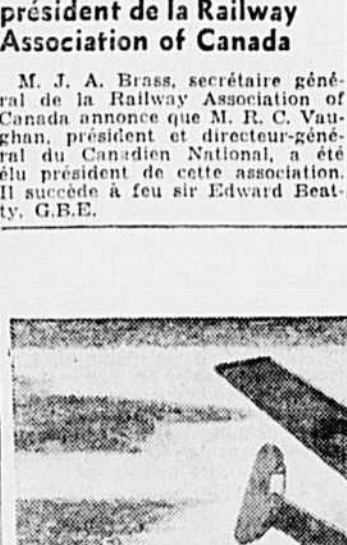 président de la Railway
Association of Canada
M. J. A. Brass, secrétaire géné-
ral de la Railway Association of
Canada annonce que M. R. C. Vau-
ghan, président et directeur-géné-
ral du Canadien National, a été
élu président de cette association.
Il succède à feu sir Edward Beat-
ty, G.B.E.